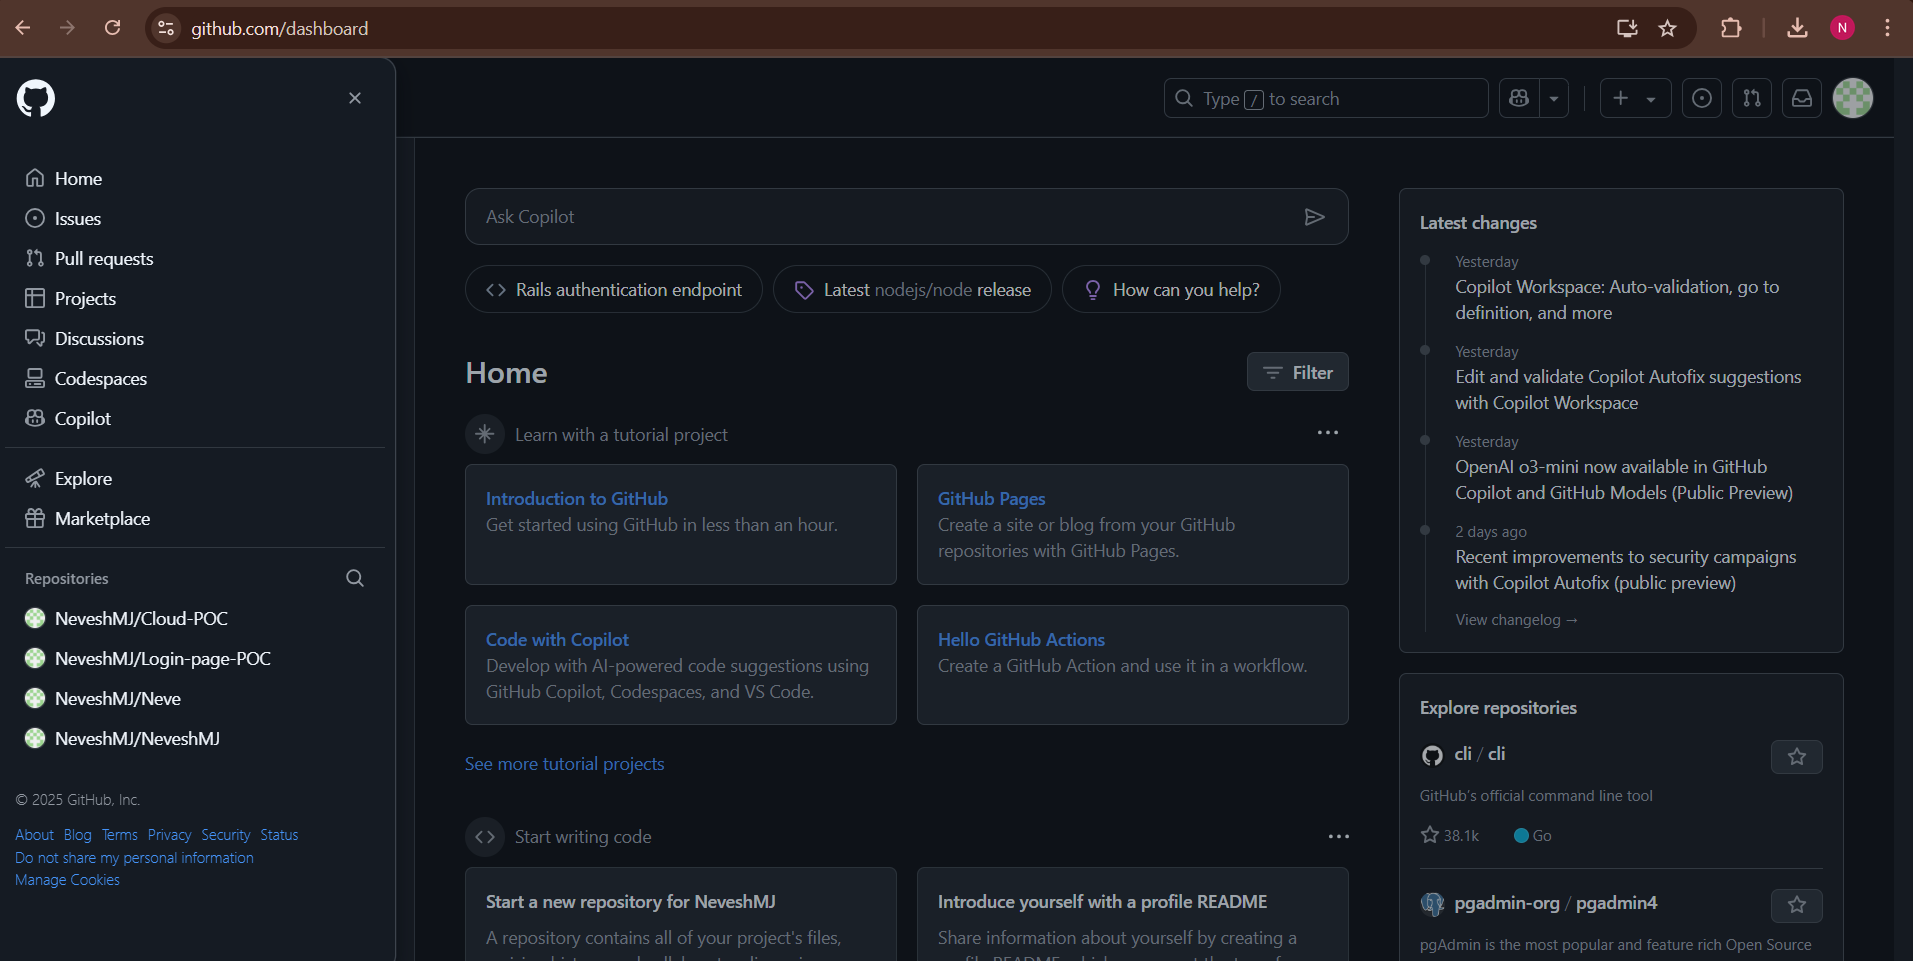 github.com/dashboard
N
Type / to search
Home
Issues
Pull requests
Projects
Discussions
Codespaces
Copilot
Explore
Marketplace
Repositories
NeveshMJ/Cloud-POC
NeveshMJ/Login-page-POC
NeveshMJ/Neve
NeveshMJ/NeveshMJ
© 2025 GitHub, Inc.
About Blog Terms Privacy Security Status
Do not share my personal information
Manage Cookies
Ask Copilot
Rails authentication endpoint
Latest nodejs/node release
How can you help?
Home
Filter
Learn with a tutorial project
Introduction to GitHub
Get started using GitHub in less than an hour.
GitHub Pages
Create a site or blog from your GitHub
repositories with GitHub Pages.
Code with Copilot
Develop with AI-powered code suggestions using
GitHub Copilot, Codespaces, and VS Code.
Hello GitHub Actions
Create a GitHub Action and use it in a workflow.
See more tutorial projects
Start writing code
Start a new repository for NeveshMJ
A repository contains all of your project's files,
Introduce yourself with a profile README
Share information about yourself by creating a
Latest changes
Yesterday
Copilot Workspace: Auto-validation, go to
definition, and more
Yesterday
Edit and validate Copilot Autofix suggestions
with Copilot Workspace
Yesterday
OpenAI o3-mini now available in GitHub
Copilot and GitHub Models (Public Preview)
2 days ago
Recent improvements to security campaigns
with Copilot Autofix (public preview)
View changelog →
Explore repositories
cli / cli
GitHub's official command line tool
38.1k
Go
pgadmin-org / pgadmin4
pgAdmin is the most popular and feature rich Open Source